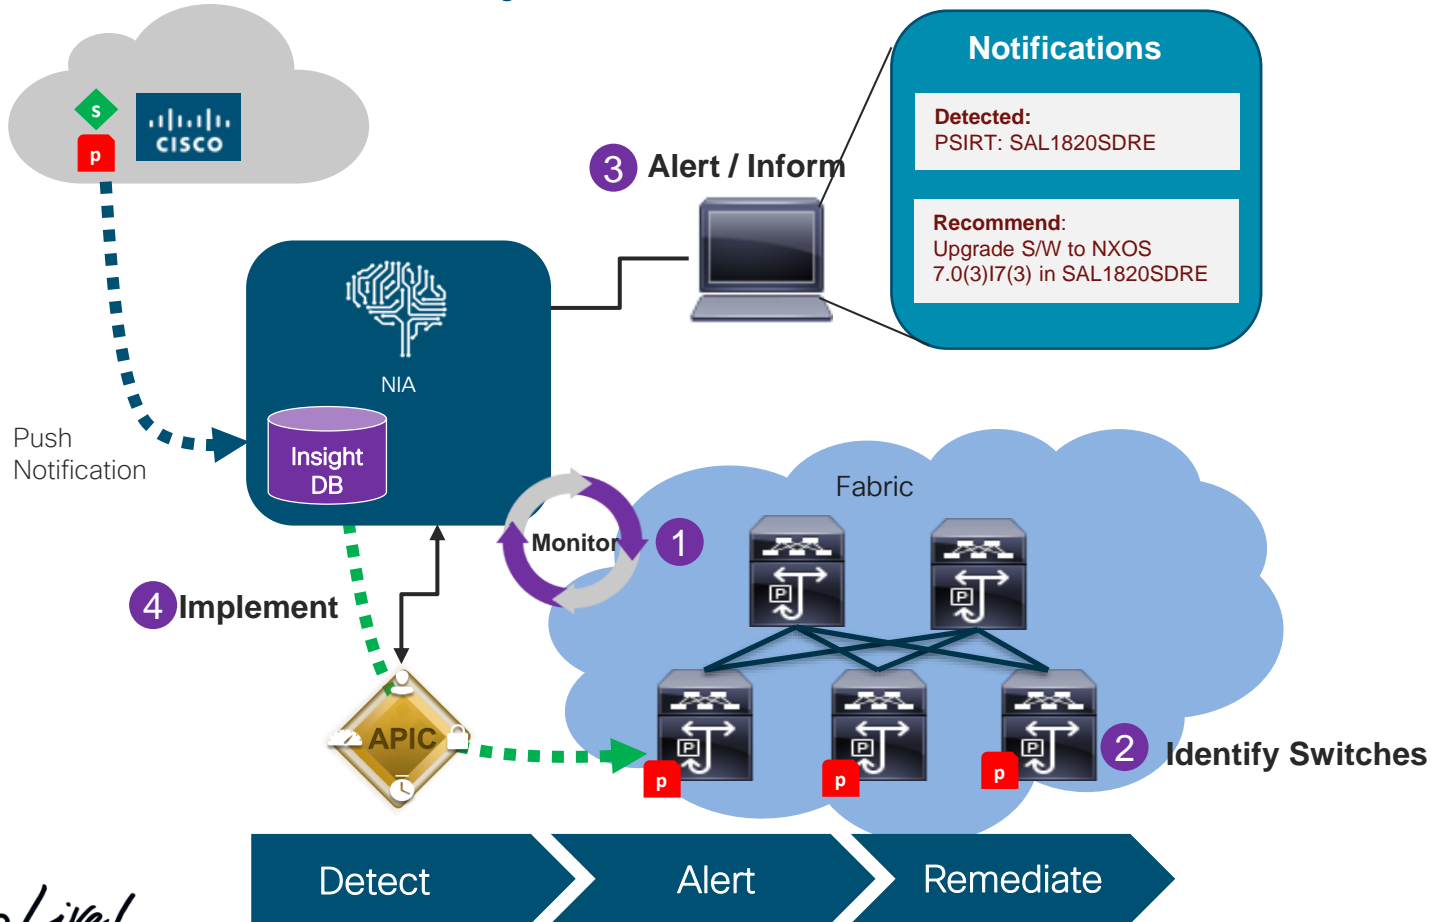 Notifications
S
CISCO
p
Detected:
PSIRT: SAL1820SDRE
3 Alert / Inform
Recommend:
Upgrade S/W to NXOS
7.0(3)I7(3) in SAL1820SDRE
NIA
Push
Notification
Insight
DB
Fabric
Monitor
1
P
P
4 Implement
APIC
P
P
P
2 Identify Switches
p
p
p
Detect
Alert
Remediate
Live!